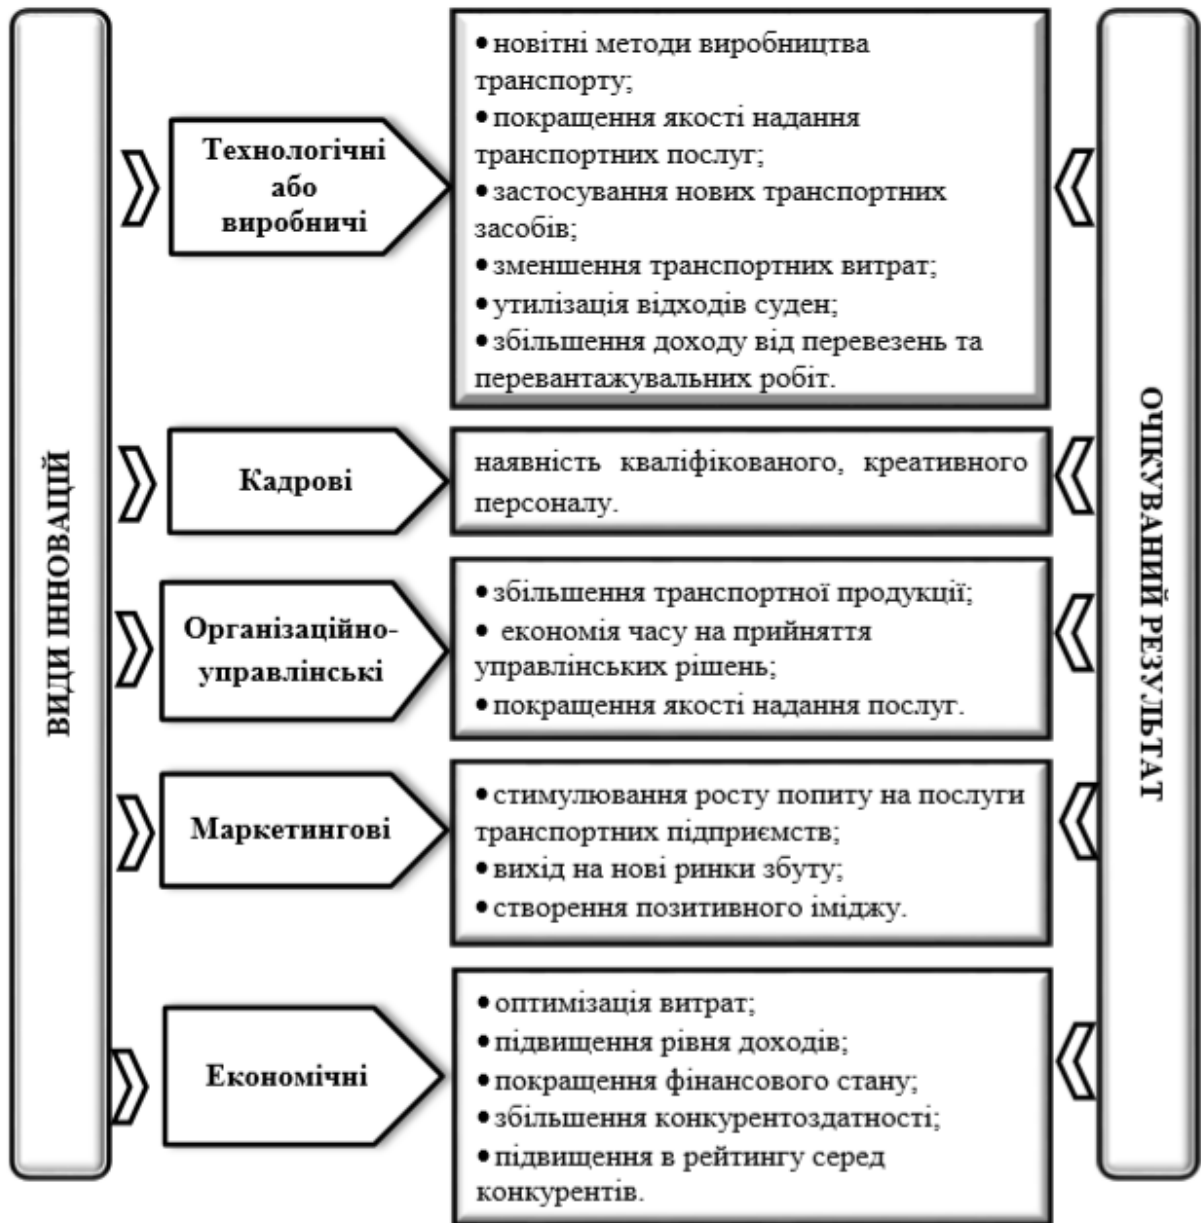 ВИДИ ІННОВАЦІЙ
Технологічні
або
виробничі
• новітні методи виробництва
транспорту;
• покращення якості надання
транспортних послуг;
• застосування нових транспортних
засобів;
• зменшення транспортних витрат;
• утилізація відходів суден;
• збільшення доходу від перевезень та
перевантажувальних робіт.
Кадрові
наявність кваліфікованого, креативного
персоналу.
Організаційно-
управлінські
• збільшення транспортної продукції;
• економія часу на прийняття
управлінських рішень;
• покращення якості надання послуг.
Маркетингові
• стимулювання росту попиту на послуги
транспортних підприємств;
• вихід на нові ринки збуту;
• створення позитивного іміджу.
Економічні
• оптимізація витрат;
• підвищення рівня доходів;
• покращення фінансового стану;
• збільшення конкурентоздатності;
• підвищення в рейтингу серед
конкурентів.
ОЧІКУВАНИЙ РЕЗУЛЬТАТ